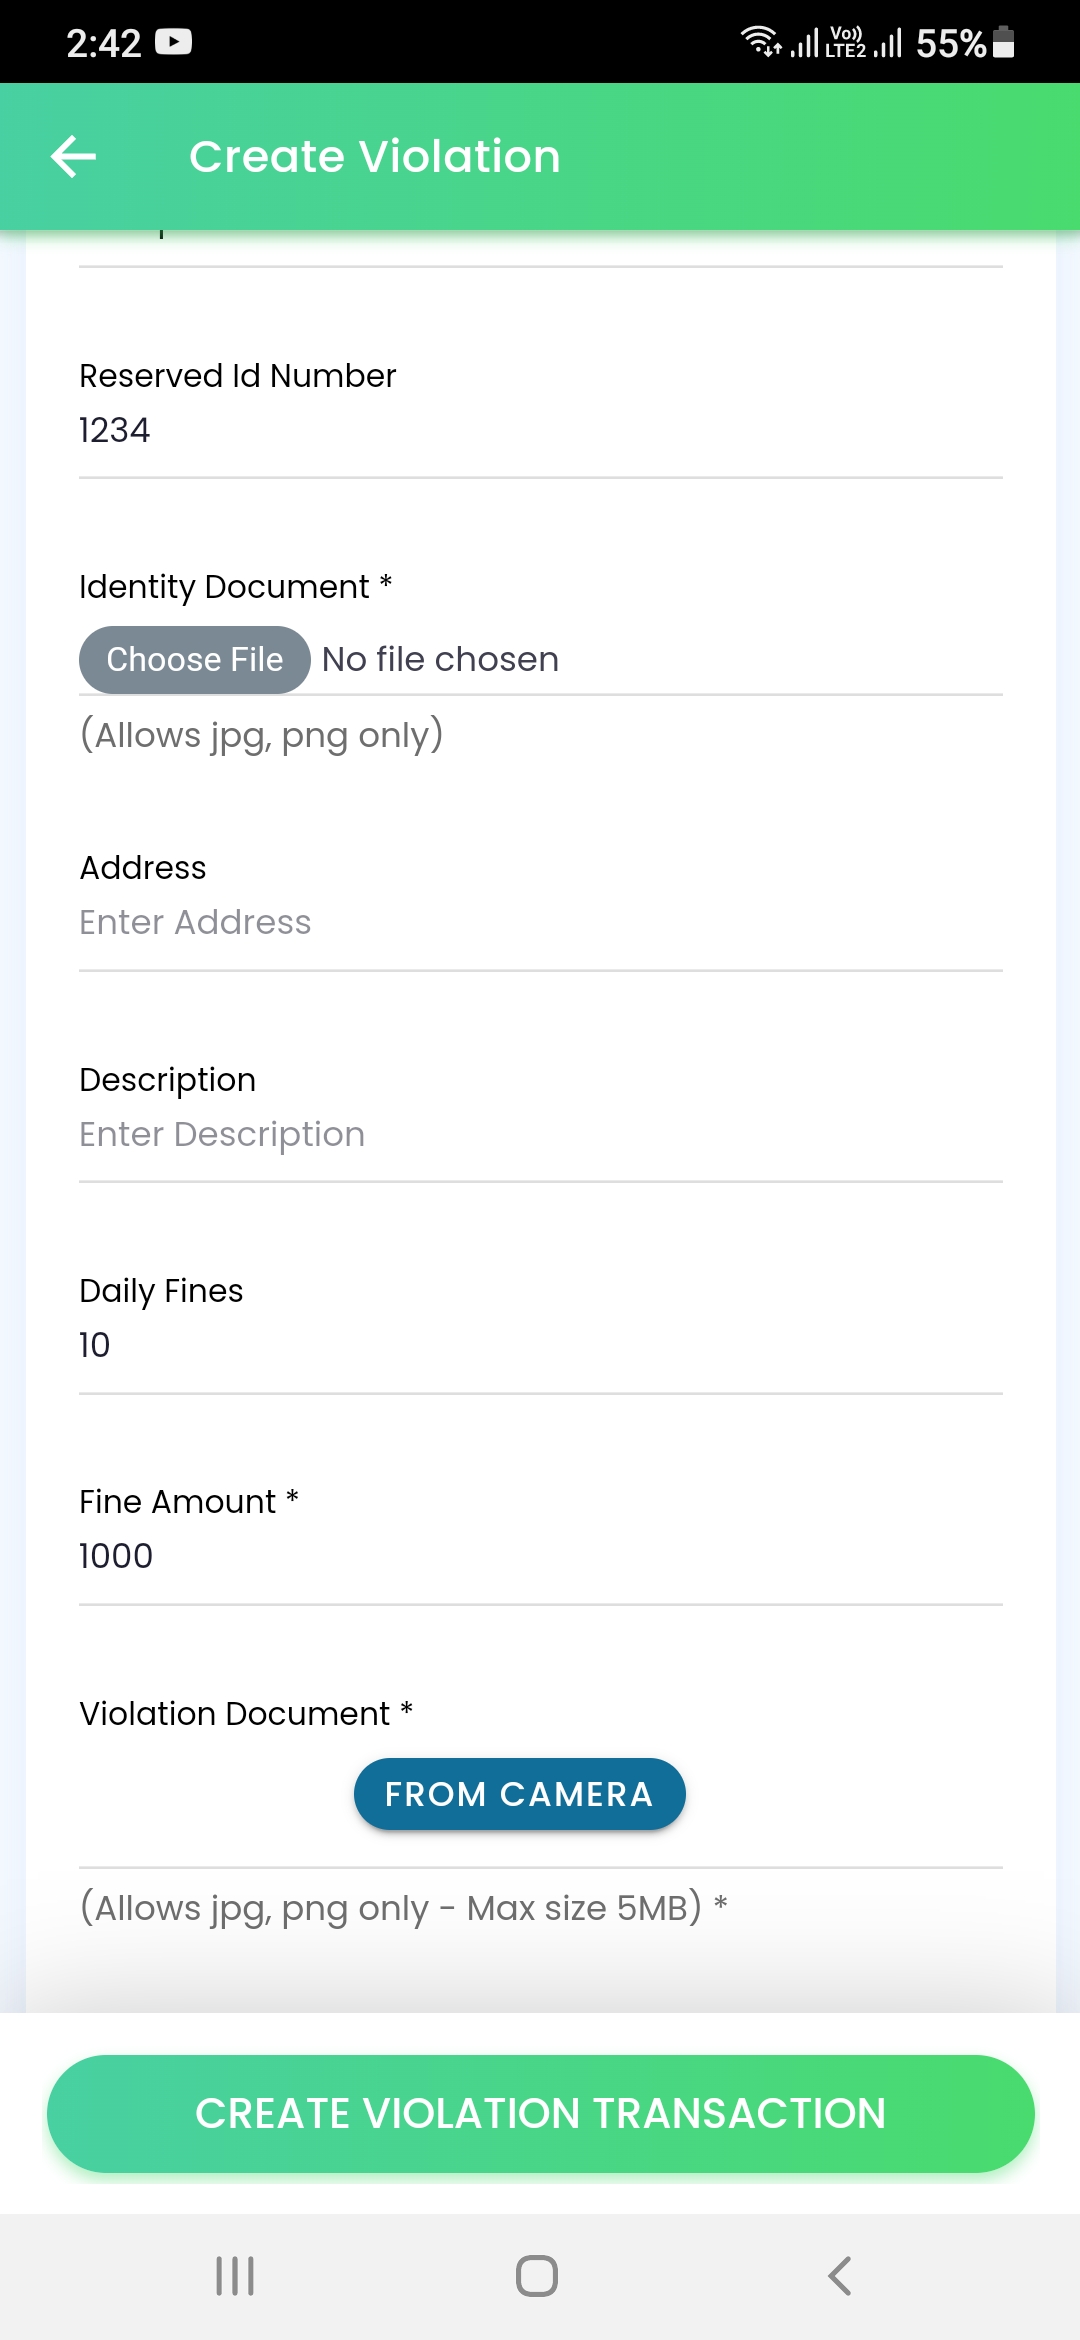 2:42 Vo)) LTE2 55%
Create Violation
Reserved Id Number
1234
Identity Document *
Choose File No file chosen
(Allows jpg, png only)
Address
Enter Address
Description
Enter Description
Daily Fines
10
Fine Amount *
1000
Violation Document *
FROM CAMERA
(Allows jpg, png only - Max size 5MB) *
CREATE VIOLATION TRANSACTION